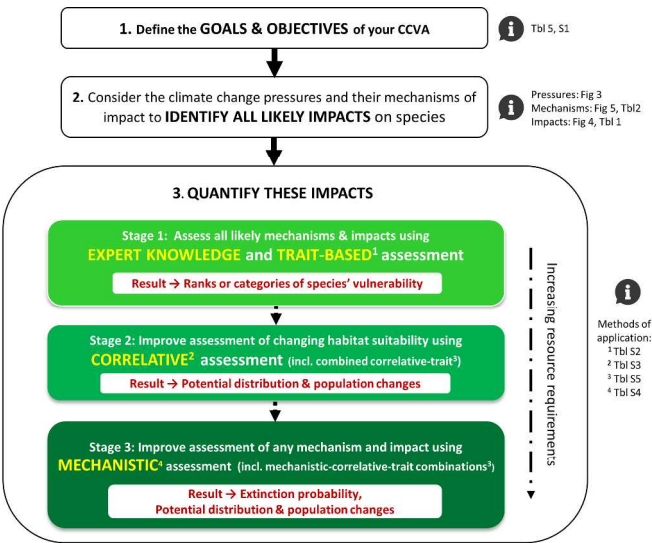 1. Define the GOALS & OBJECTIVES of your CCVA
i
Tbl 5, S1
2. Consider the climate change pressures and their mechanisms of
impact to IDENTIFY ALL LIKELY IMPACTS on species
i
Pressures: Fig 3
Mechanisms: Fig 5, Tbl2
Impacts: Fig 4, Tbl 1
3. QUANTIFY THESE IMPACTS
Stage 1: Assess all likely mechanisms & impacts using
EXPERT KNOWLEDGE and TRAIT-BASED¹ assessment
Result → Ranks or categories of species' vulnerability
Stage 2: Improve assessment of changing habitat suitability using
CORRELATIVE² assessment (incl. combined correlative-trait³)
Result → Potential distribution & population changes
Stage 3: Improve assessment of any mechanism and impact using
MECHANISTIC⁴ assessment (incl. mechanistic-correlative-trait combinations³)
Result → Extinction probability,
Potential distribution & population changes
Increasing resource requirements
i
Methods of
application:
¹ Tbl S2
² Tbl S3
³ Tbl S5
⁴ Tbl S4